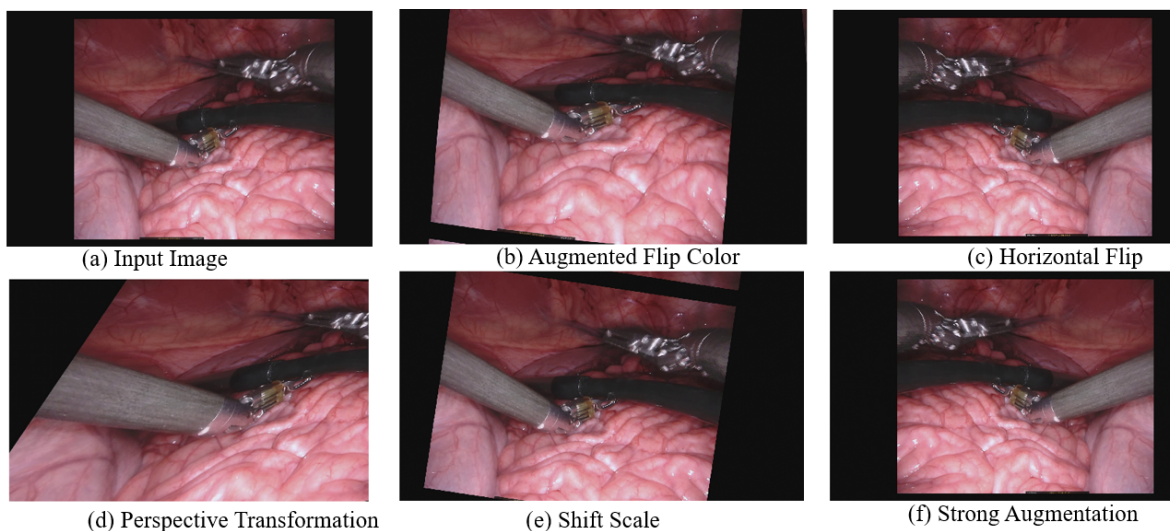 (a) Input Image
(b) Augmented Flip Color
(c) Horizontal Flip
(d) Perspective Transformation
(e) Shift Scale
(f) Strong Augmentation